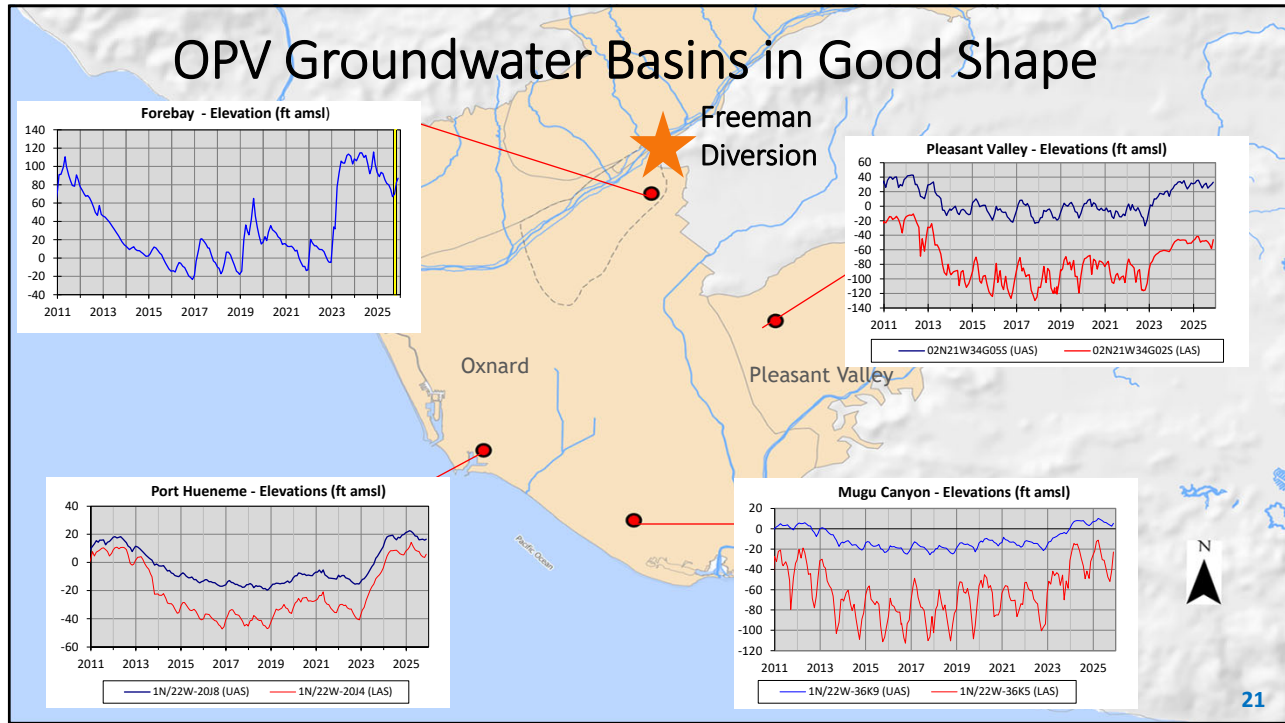 OPV Groundwater Basins in Good Shape
Forebay - Elevation (ft amsl)
140
120
100
80
60
40
20
0
-20
-40
2011 2013 2015 2017 2019 2021 2023 2025
Freeman
Diversion
Pleasant Valley - Elevations (ft amsl)
60
40
20
0
-20
-40
-60
-80
-100
-120
-140
2011 2013 2015 2017 2019 2021 2023 2025
02N21W34G05S (UAS) 02N21W34G02S (LAS)
Oxnard
Pleasant Valley
Port Hueneme - Elevations (ft amsl)
40
20
0
-20
-40
-60
2011 2013 2015 2017 2019 2021 2023 2025
1N/22W-20J8 (UAS) 1N/22W-20J4 (LAS)
Pacific Ocean
Mugu Canyon - Elevations (ft amsl)
20
0
-20
-40
-60
-80
-100
-120
2011 2013 2015 2017 2019 2021 2023 2025
1N/22W-36K9 (UAS) 1N/22W-36K5 (LAS)
N
21